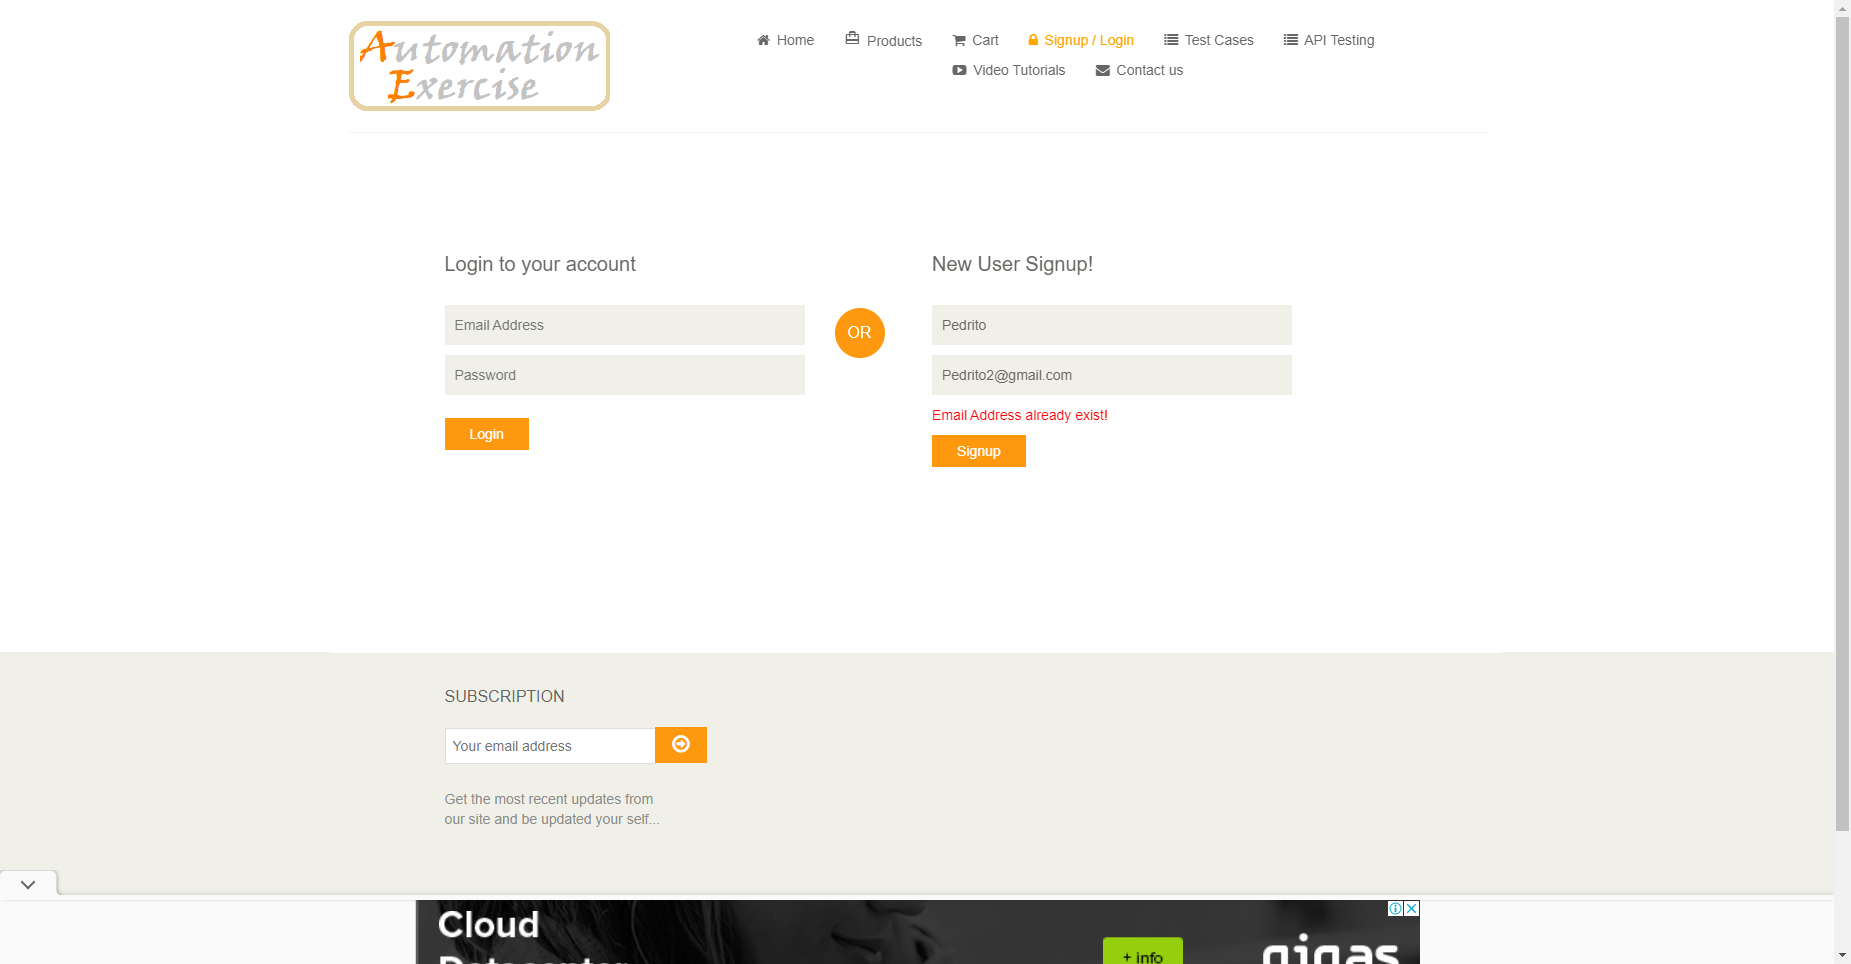 Automation
Exercise
Home
Products
Cart
Signup / Login
Test Cases
API Testing
Video Tutorials
Contact us
Login to your account
Email Address
Password
Login
OR
New User Signup!
Pedrito
Pedrito2@gmail.com
Email Address already exist!
Signup
SUBSCRIPTION
Your email address
Get the most recent updates from
our site and be updated your self...
Cloud
Datacenter
+ info
gigas